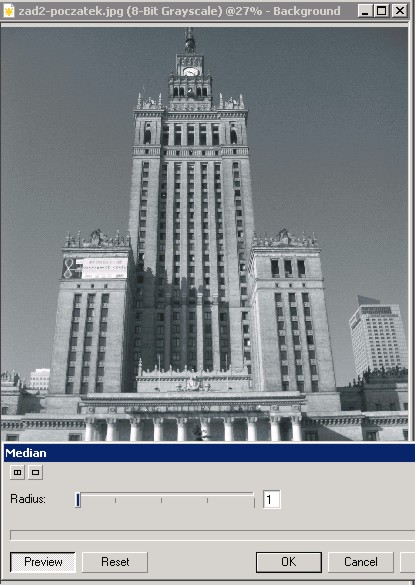 zad2-poczatek.jpg (8-Bit Grayscale) @27% - Background
Median
Radius: 1
Preview Reset OK Cancel